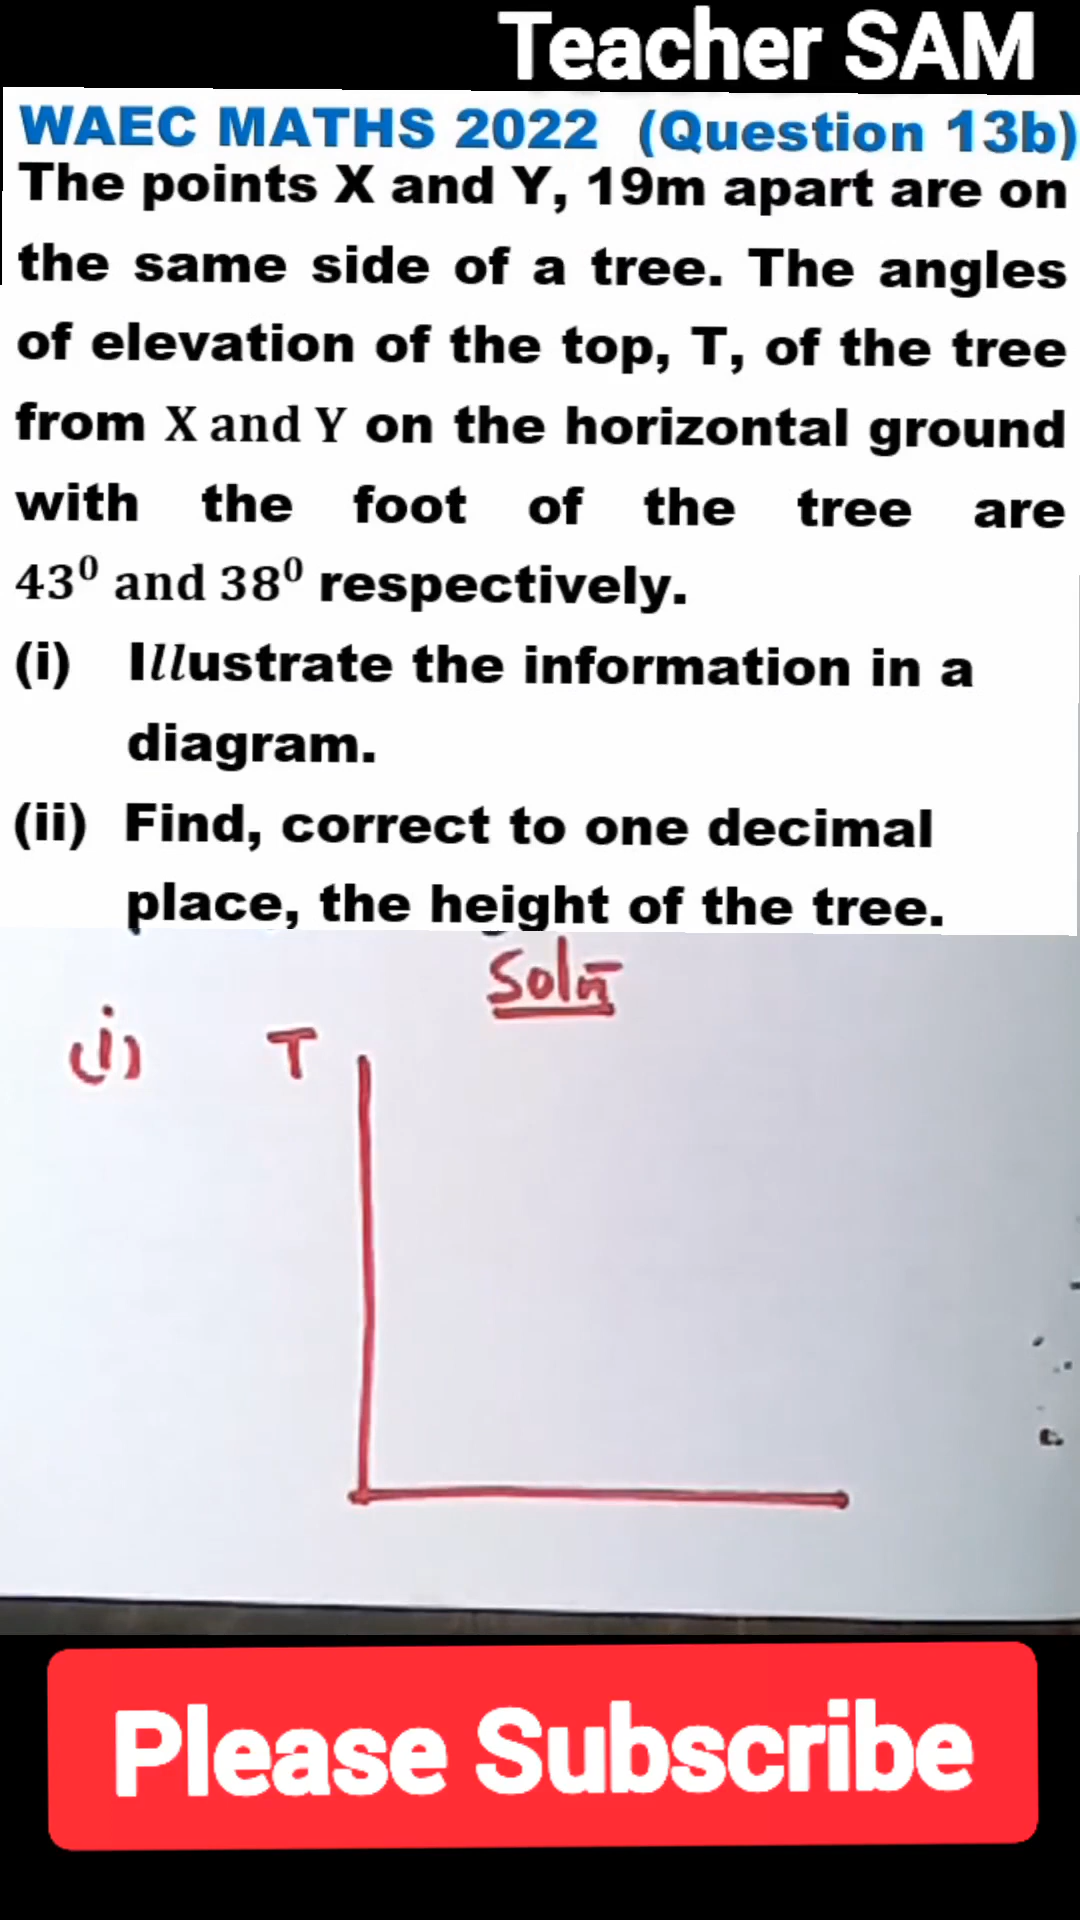 Teacher SAM
WAEC MATHS 2022 (Question 13b)
The points X and Y, 19m apart are on
the same side of a tree. The angles
of elevation of the top, T, of the tree
from X and Y on the horizontal ground
with the foot of the tree are
43⁰ and 38⁰ respectively.
(i) Illustrate the information in a
diagram.
(ii) Find, correct to one decimal
place, the height of the tree.
Soln
(i) T
Please Subscribe